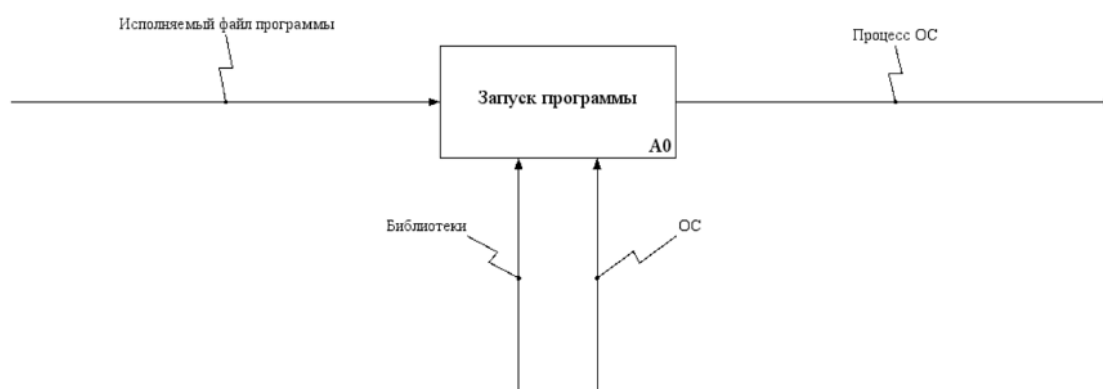 Исполняемый файл программы
Процесс ОС
Запуск программы
A0
Библиотеки
ОС